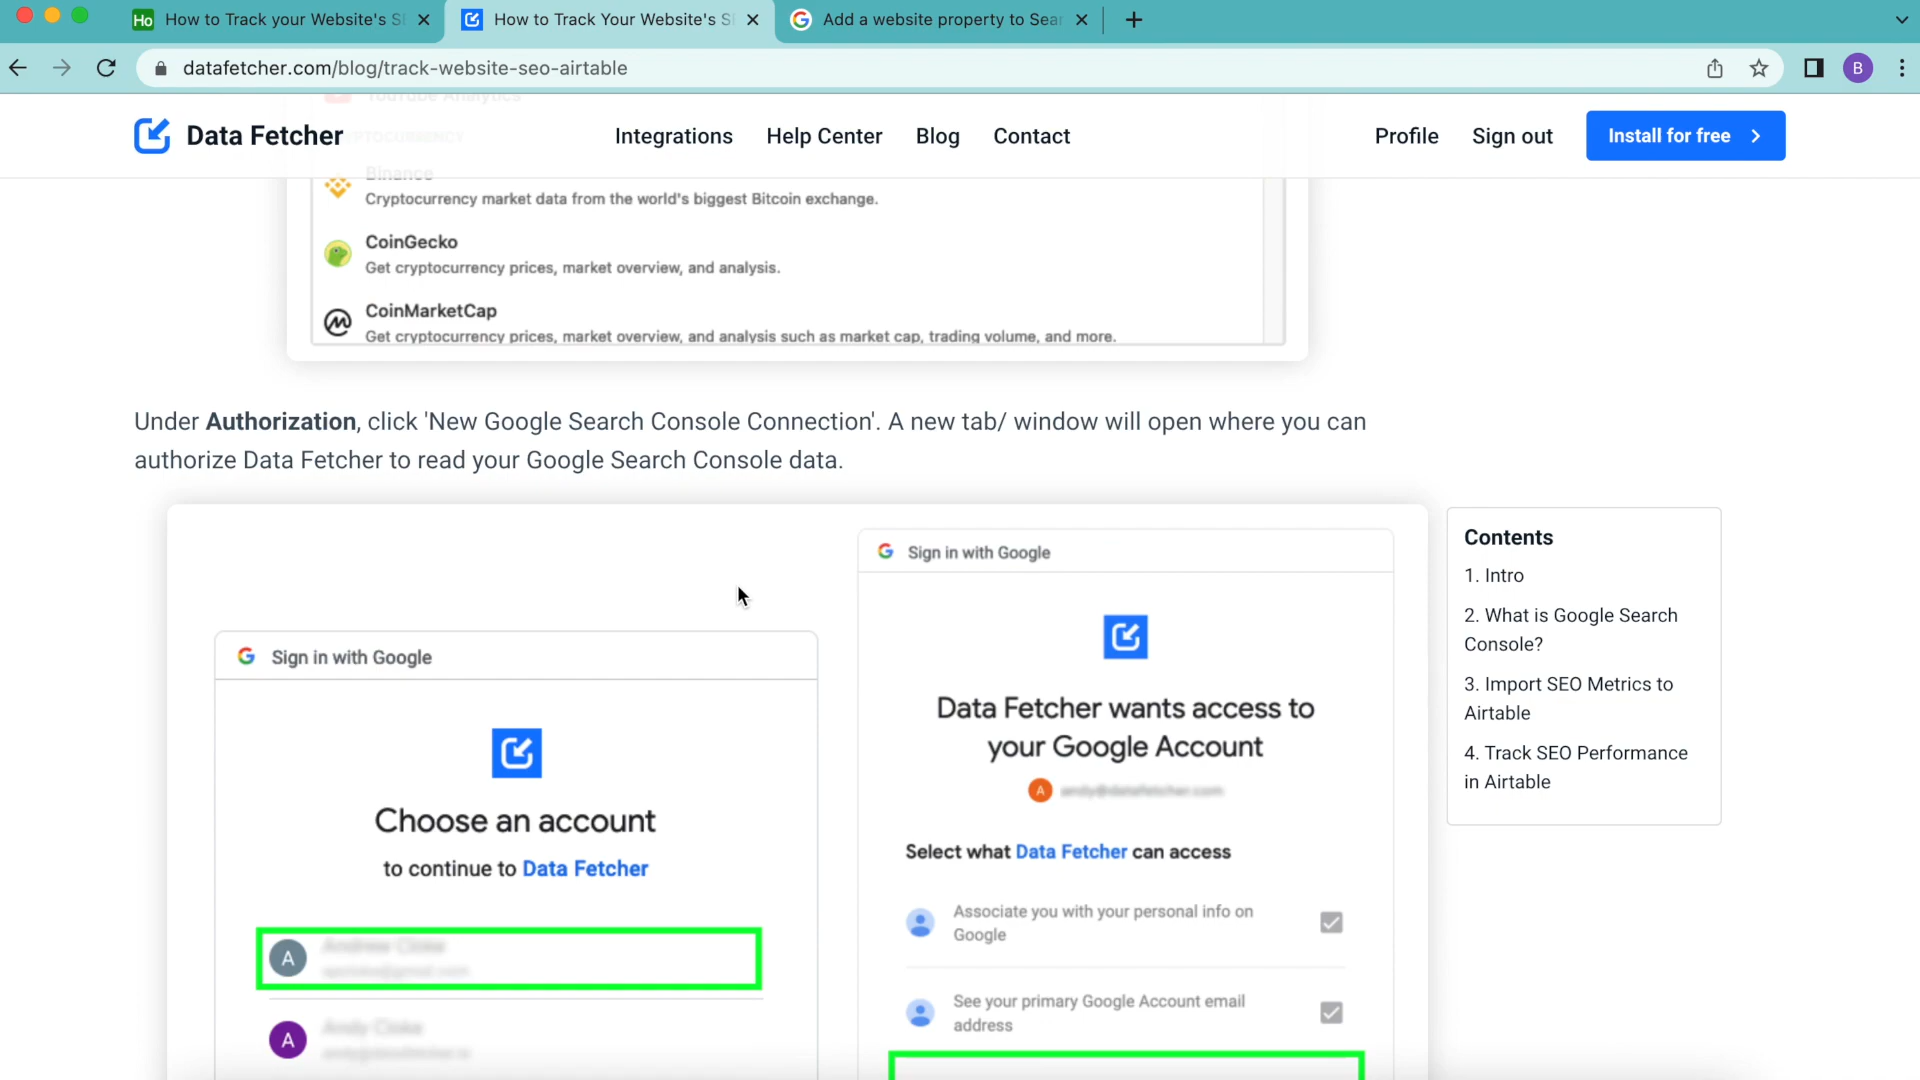 Ho How to Track your Website's S
How to Track Your Website's S
Add a website property to Sear
datafetcher.com/blog/track-website-seo-airtable
B
Data Fetcher
Integrations
Help Center
Blog
Contact
Profile
Sign out
Install for free
YouTube Analytics
Binance
Cryptocurrency market data from the world's biggest Bitcoin exchange.
CoinGecko
Get cryptocurrency prices, market overview, and analysis.
CoinMarketCap
Get cryptocurrency prices, market overview, and analysis such as market cap, trading volume, and more.
Under Authorization, click 'New Google Search Console Connection'. A new tab/ window will open where you can
authorize Data Fetcher to read your Google Search Console data.
Sign in with Google
Choose an account
to continue to Data Fetcher
A
A
Sign in with Google
Data Fetcher wants access to
your Google Account
A andy@datafetcher.com
Select what Data Fetcher can access
Associate you with your personal info on
Google
See your primary Google Account email
address
Contents
1. Intro
2. What is Google Search
Console?
3. Import SEO Metrics to
Airtable
4. Track SEO Performance
in Airtable